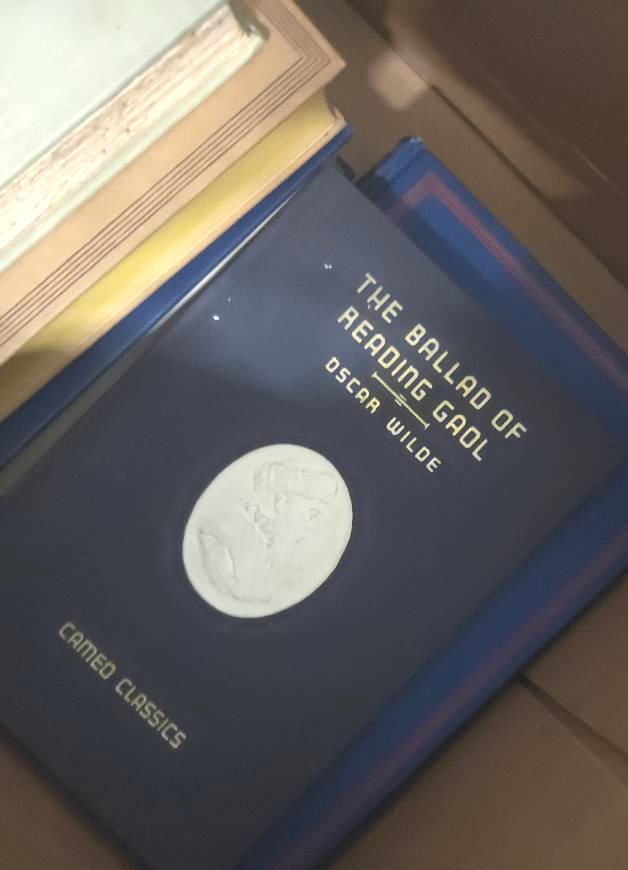 THE BALLAD OF
READING GAOL
OSCAR WILDE
CAMEO CLASSICS